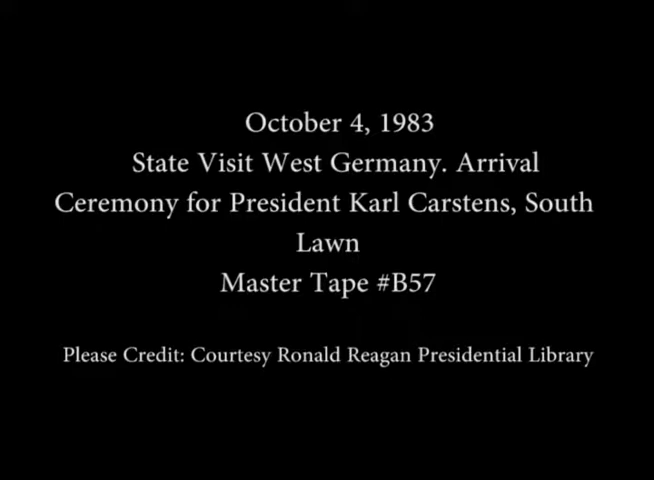 October 4, 1983
State Visit West Germany. Arrival
Ceremony for President Karl Carstens, South
Lawn
Master Tape #B57
Please Credit: Courtesy Ronald Reagan Presidential Library